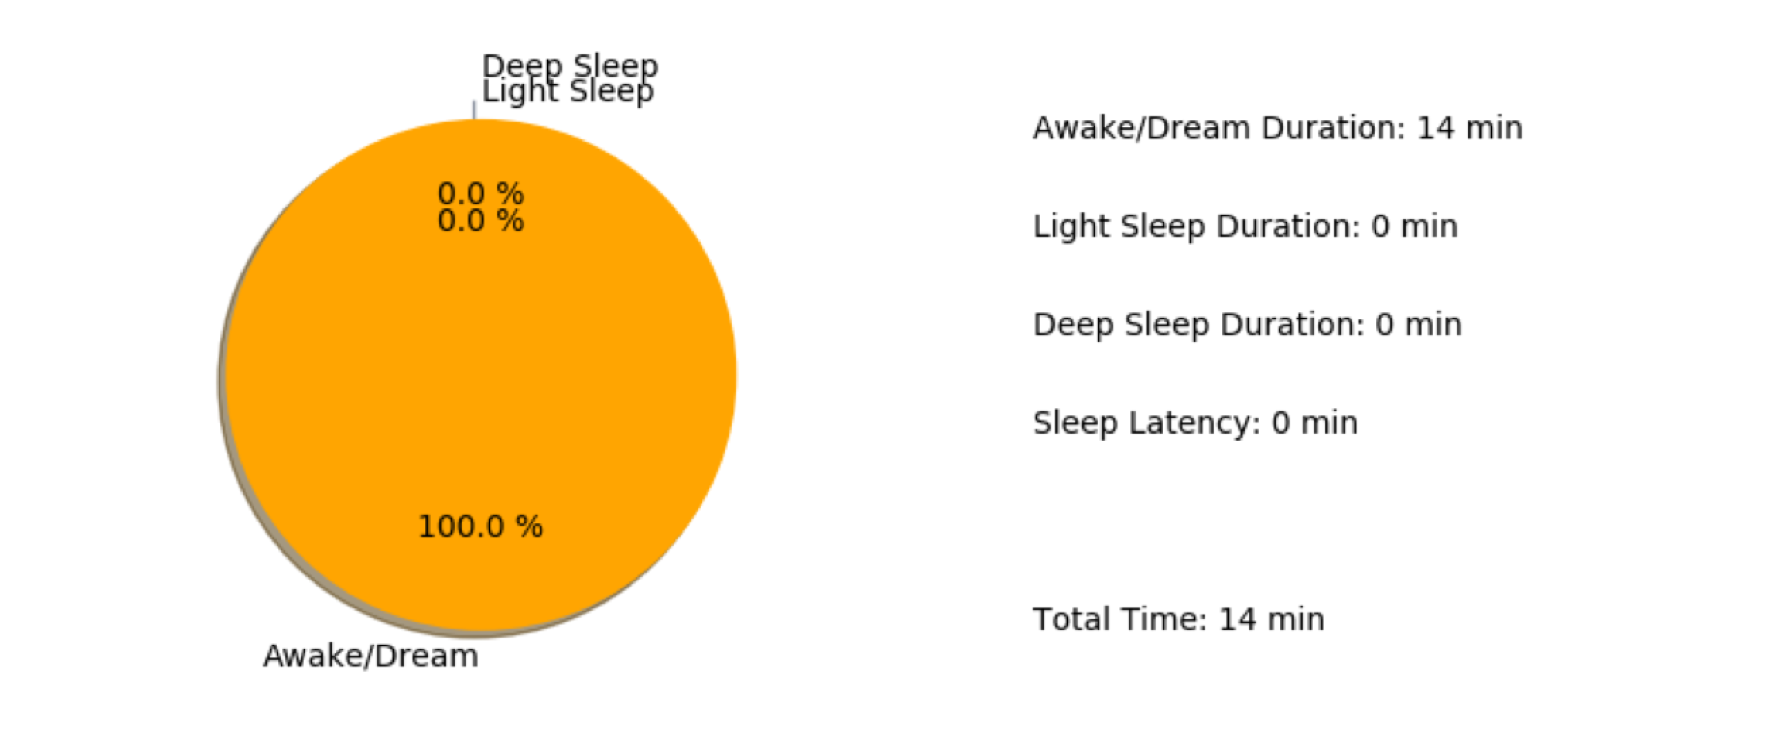 Deep Sleep
Light Sleep
0.0 %
0.0 %
100.0 %
Awake/Dream
Awake/Dream Duration: 14 min
Light Sleep Duration: 0 min
Deep Sleep Duration: 0 min
Sleep Latency: 0 min
Total Time: 14 min